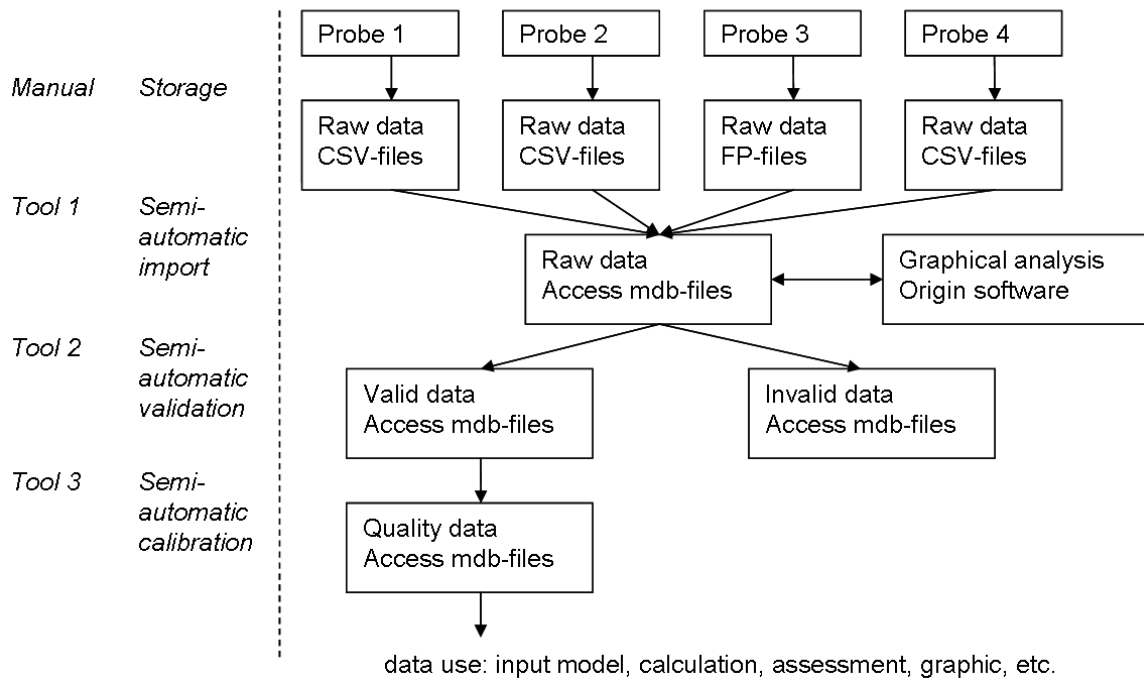 Probe 1
Probe 2
Probe 3
Probe 4
Manual Storage
Raw data
CSV-files
Raw data
CSV-files
Raw data
FP-files
Raw data
CSV-files
Tool 1 Semi-
automatic
import
Raw data
Access mdb-files
Graphical analysis
Origin software
Tool 2 Semi-
automatic
validation
Valid data
Access mdb-files
Invalid data
Access mdb-files
Tool 3 Semi-
automatic
calibration
Quality data
Access mdb-files
data use: input model, calculation, assessment, graphic, etc.